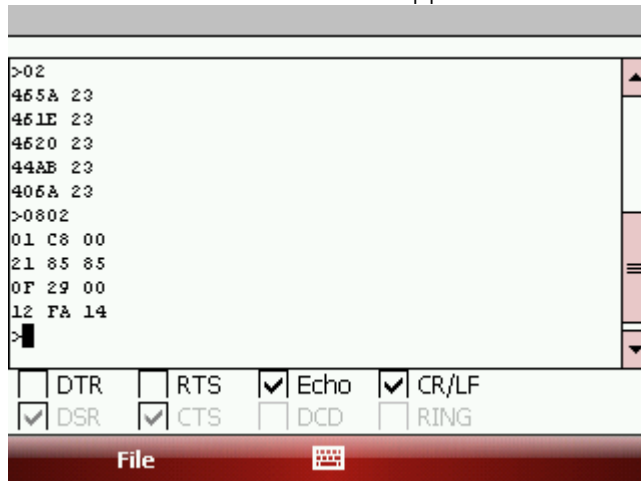 >02
465A 23
461E 23
4620 23
44AB 23
406A 23
>0802
01 C8 00
21 85 85
0F 29 00
12 FA 14
>
DTR RTS Echo CR/LF
DSR CTS DCD RING
File